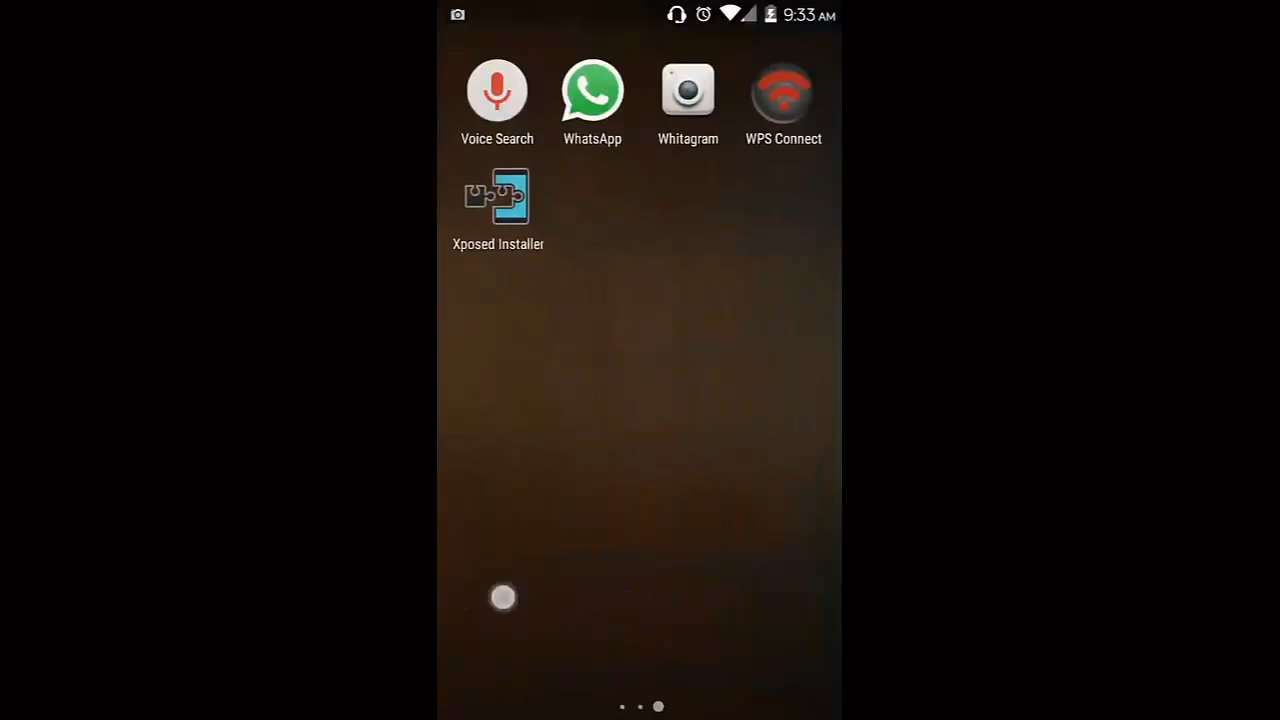 9:33 AM
Voice Search WhatsApp Whitagram WPS Connect
Xposed Installer